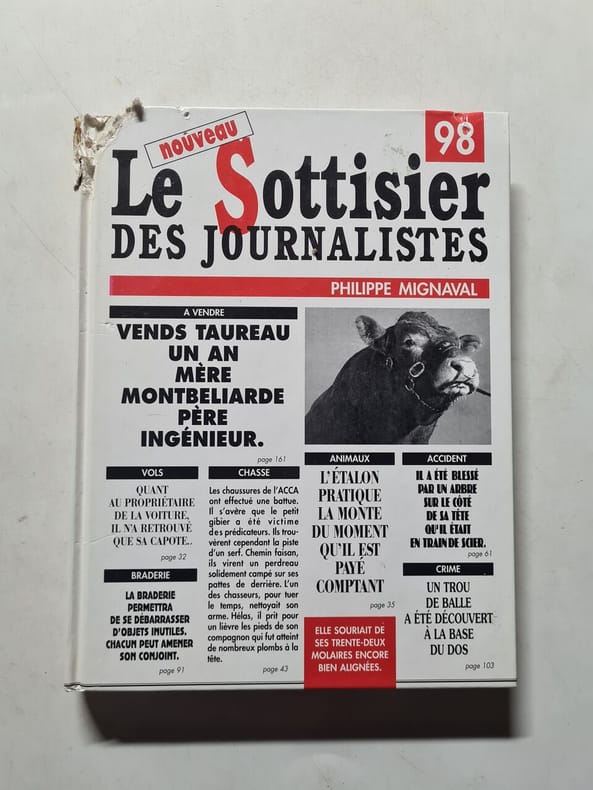 nouveau
98
Le Sottisier
DES JOURNALISTES
PHILIPPE MIGNAVAL
A VENDRE
VENDS TAUREAU
UN AN
MÈRE
MONTBELIARDE
PÈRE
INGÉNIEUR.
page 161
VOLS
QUANT
AU PROPRIÉTAIRE
DE LA VOITURE,
IL N'A RETROUVÉ
QUE SA CAPOTE..
page 32
BRADERIE
LA BRADERIE
PERMETTRA
DE SE DÉBARRASSER
D'OBJETS INUTILES.
CHACUN PEUT AMENER
SON CONJOINT.
page 91
CHASSE
Les chaussures de l'ACCA
ont effectué une battue.
Il s'avère que le petit
gibier a été victime
des prédicateurs. Ils trou-
vèrent cependant la piste
d'un serf. Chemin faisan,
ils virent un perdreau
solidement campé sur ses
pattes de derrière. L'un
des chasseurs, pour tuer
le temps, nettoyait son
arme. Hélas, il prit pour
un lièvre les pieds de son
compagnon qui fut atteint
de nombreux plombs à la
tête.
page 43
ANIMAUX
L'ÉTALON
PRATIQUE
LA MONTE
DU MOMENT
QU'IL EST
PAYÉ
COMPTANT
page 35
ELLE SOURIAIT DE
SES TRENTE-DEUX
MOLAIRES ENCORE
BIEN ALIGNÉES.
ACCIDENT
IL A ÉTÉ BLESSÉ
PAR UN ARBRE
SUR LE CÔTÉ
DE SA TÊTE
QU'IL ÉTAIT
EN TRAIN DE SCIER.
page 61
CRIME
UN TROU
DE BALLE
A ÉTÉ DÉCOUVERT
À LA BASE
DU DOS
page 103